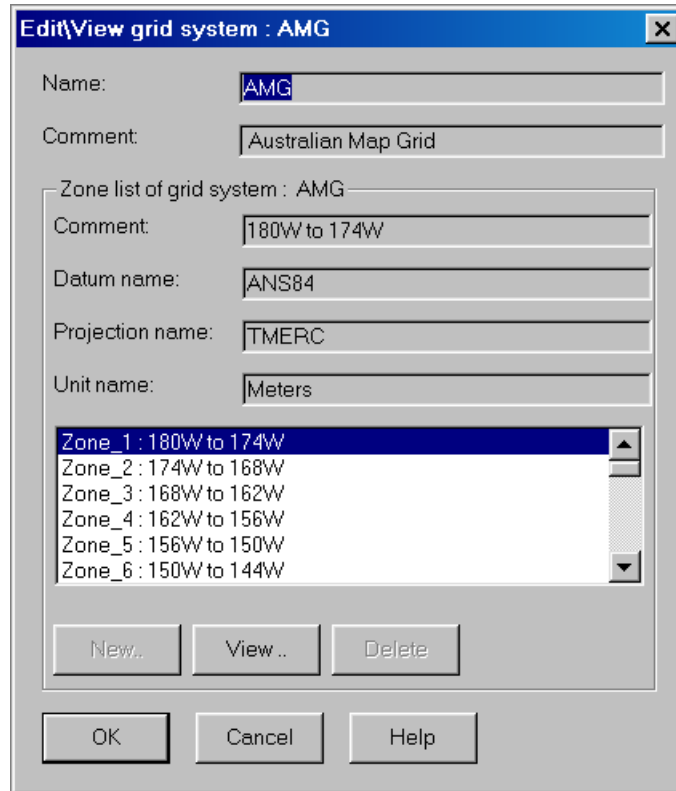 Edit\View grid system : AMG
Name: AMG
Comment: Australian Map Grid
Zone list of grid system : AMG
Comment: 180W to 174W
Datum name: ANS84
Projection name: TMERC
Unit name: Meters
Zone_1 : 180W to 174W
Zone_2 : 174W to 168W
Zone_3 : 168W to 162W
Zone_4 : 162W to 156W
Zone_5 : 156W to 150W
Zone_6 : 150W to 144W
New.. View .. Delete
OK Cancel Help